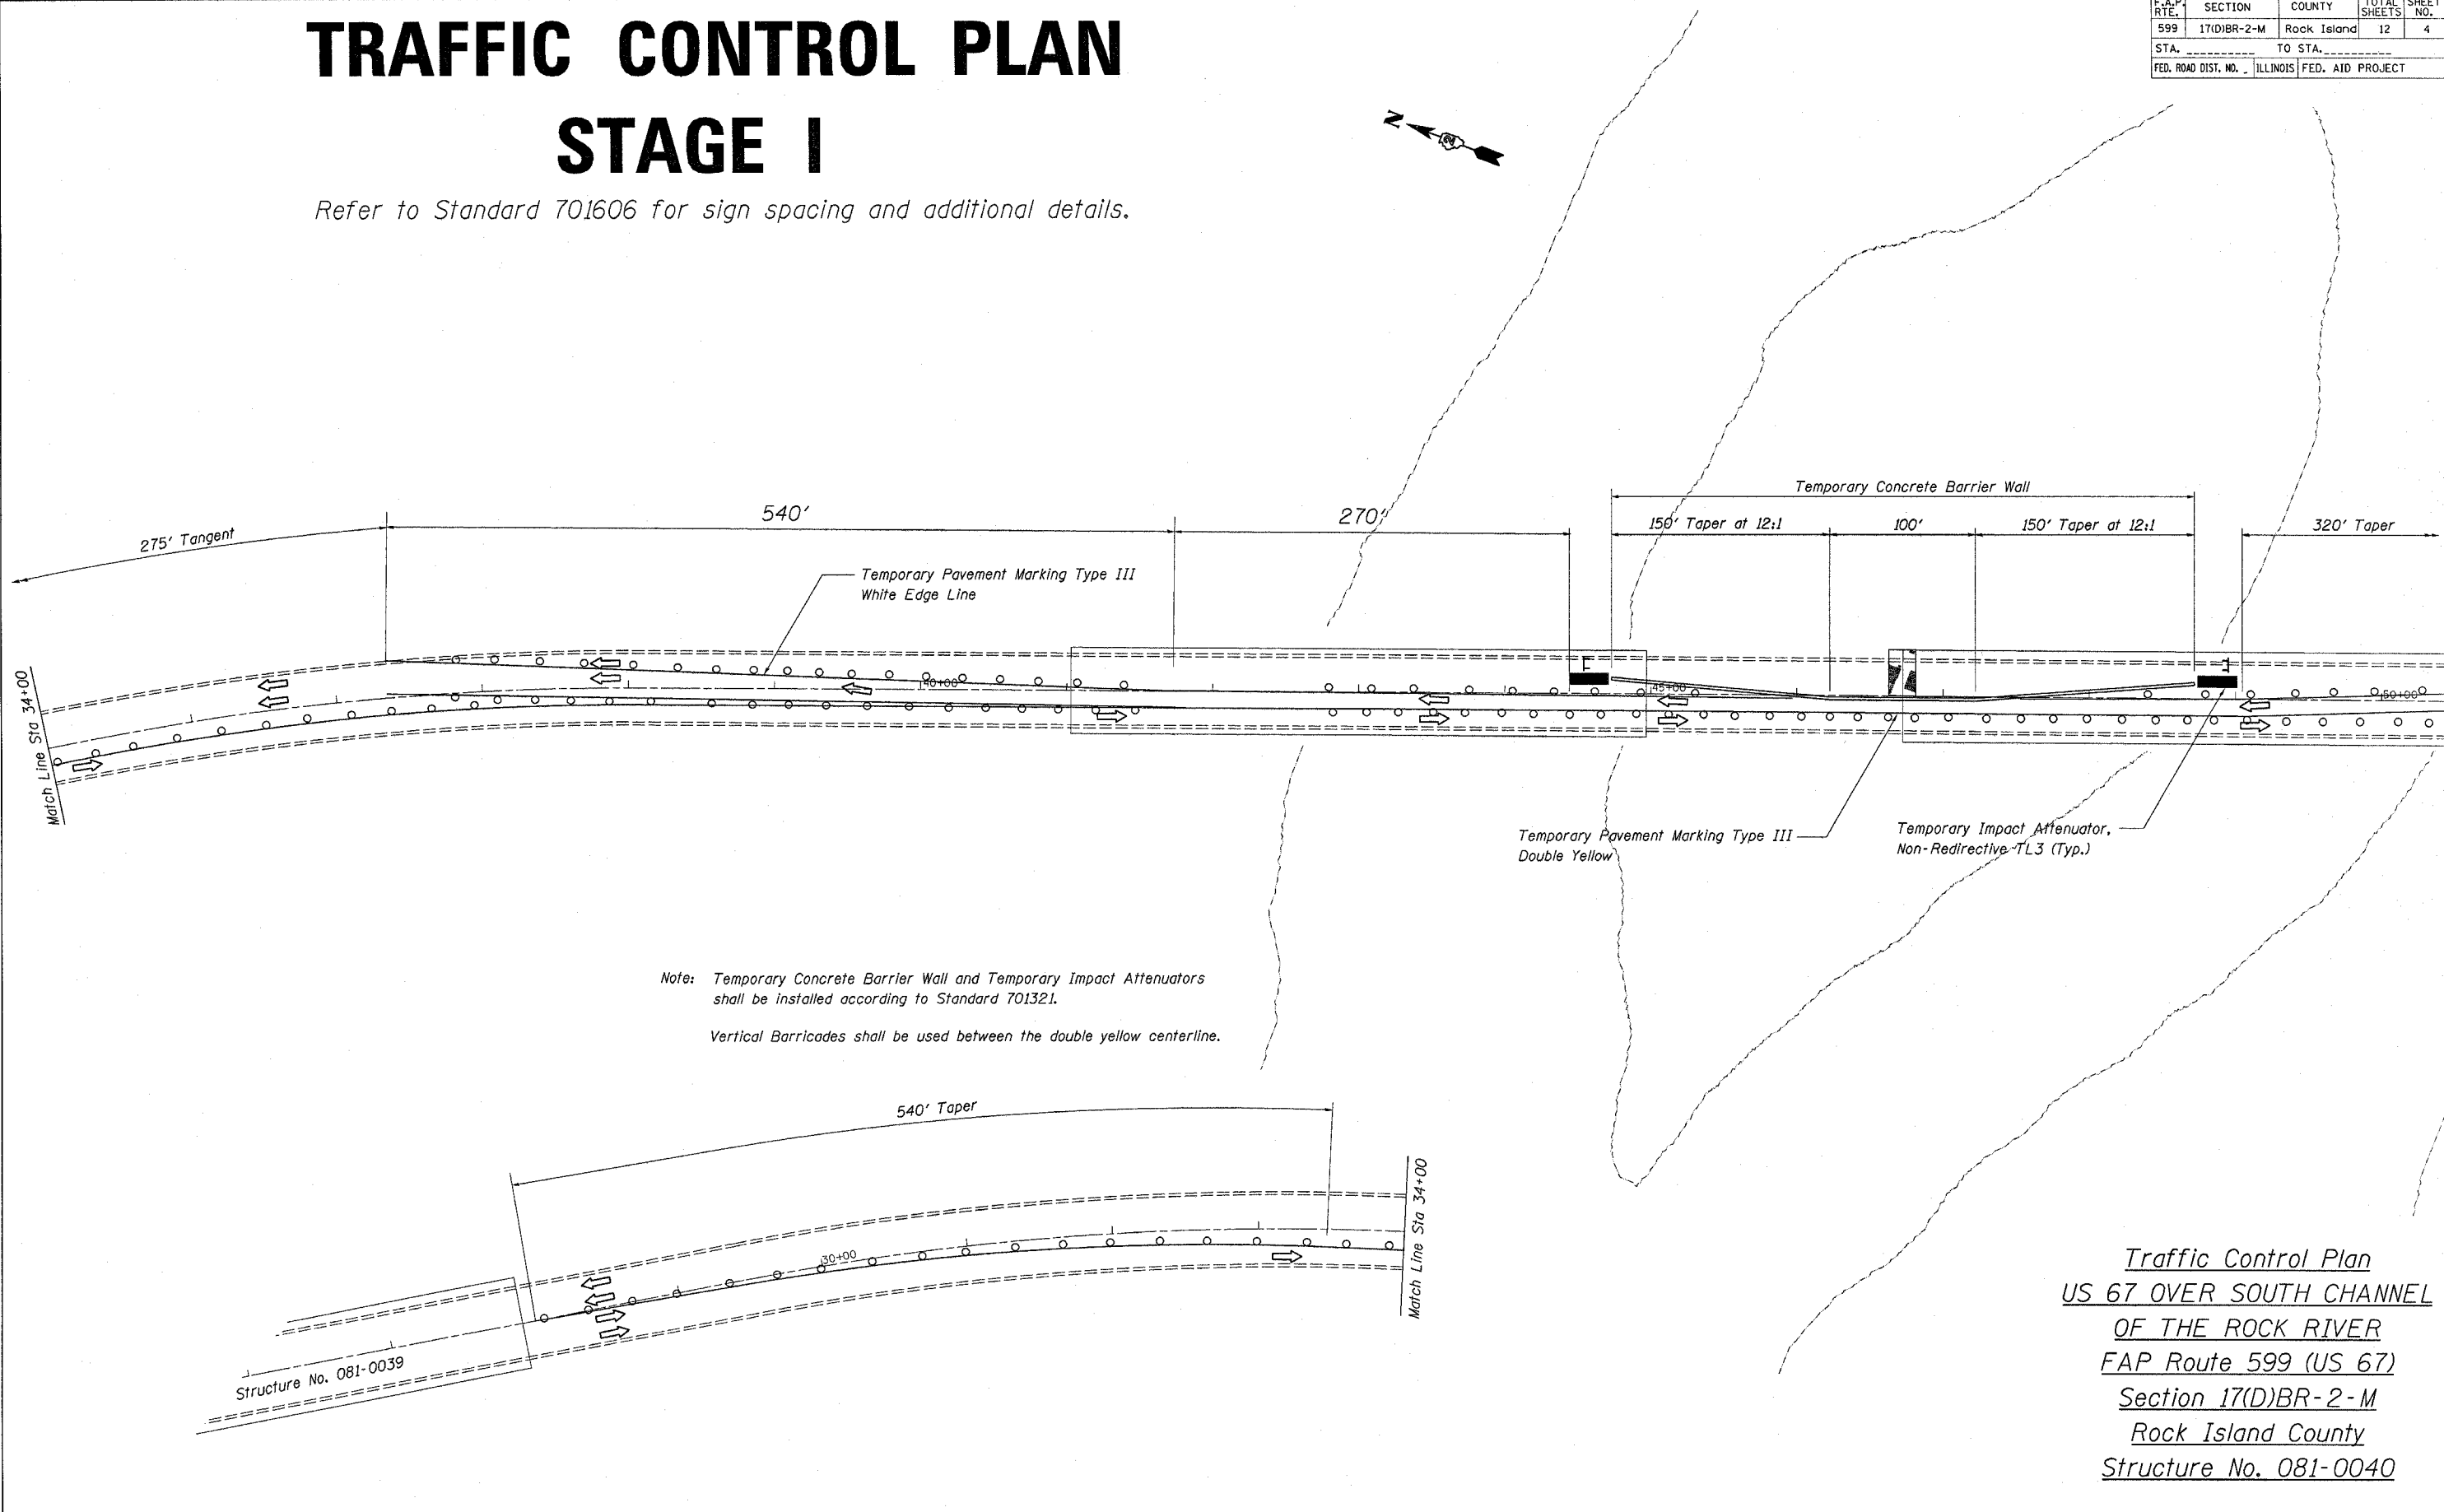 TRAFFIC CONTROL PLAN
STAGE I
Refer to Standard 701606 for sign spacing and additional details.
F.A.P. RTE. SECTION COUNTY TOTAL SHEETS SHEET NO.
599 17(D)BR-2-M Rock Island 12 4
STA. __________ TO STA. __________
FED. ROAD DIST. NO. _ ILLINOIS FED. AID PROJECT
N
Temporary Concrete Barrier Wall
275' Tangent
540'
270'
150' Taper at 12:1
100'
150' Taper at 12:1
320' Taper
Temporary Pavement Marking Type III
White Edge Line
Match Line Sta 34+00
40+00
45+00
50+00
Temporary Pavement Marking Type III
Double Yellow
Temporary Impact Attenuator,
Non-Redirective TL3 (Typ.)
Note: Temporary Concrete Barrier Wall and Temporary Impact Attenuators
shall be installed according to Standard 701321.
Vertical Barricades shall be used between the double yellow centerline.
540' Taper
30+00
Match Line Sta 34+00
Structure No. 081-0039
Traffic Control Plan
US 67 OVER SOUTH CHANNEL
OF THE ROCK RIVER
FAP Route 599 (US 67)
Section 17(D)BR-2-M
Rock Island County
Structure No. 081-0040